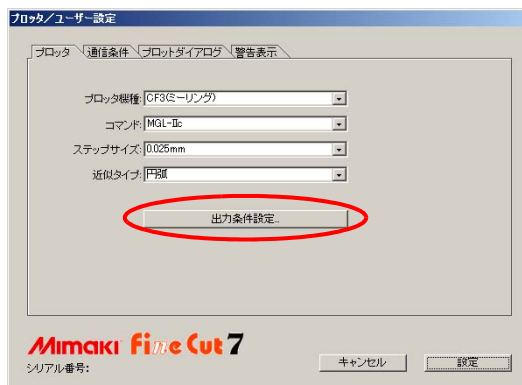 プロッタ／ユーザー設定
プロッタ 通信条件 プロットダイアログ 警告表示
プロッタ機種: CF3(ミーリング)
コマンド: MGL-Ⅱc
ステップサイズ: 0.025mm
近似タイプ: 円弧
出力条件設定...
MIMAKI Fine Cut 7
シリアル番号:
キャンセル 設定